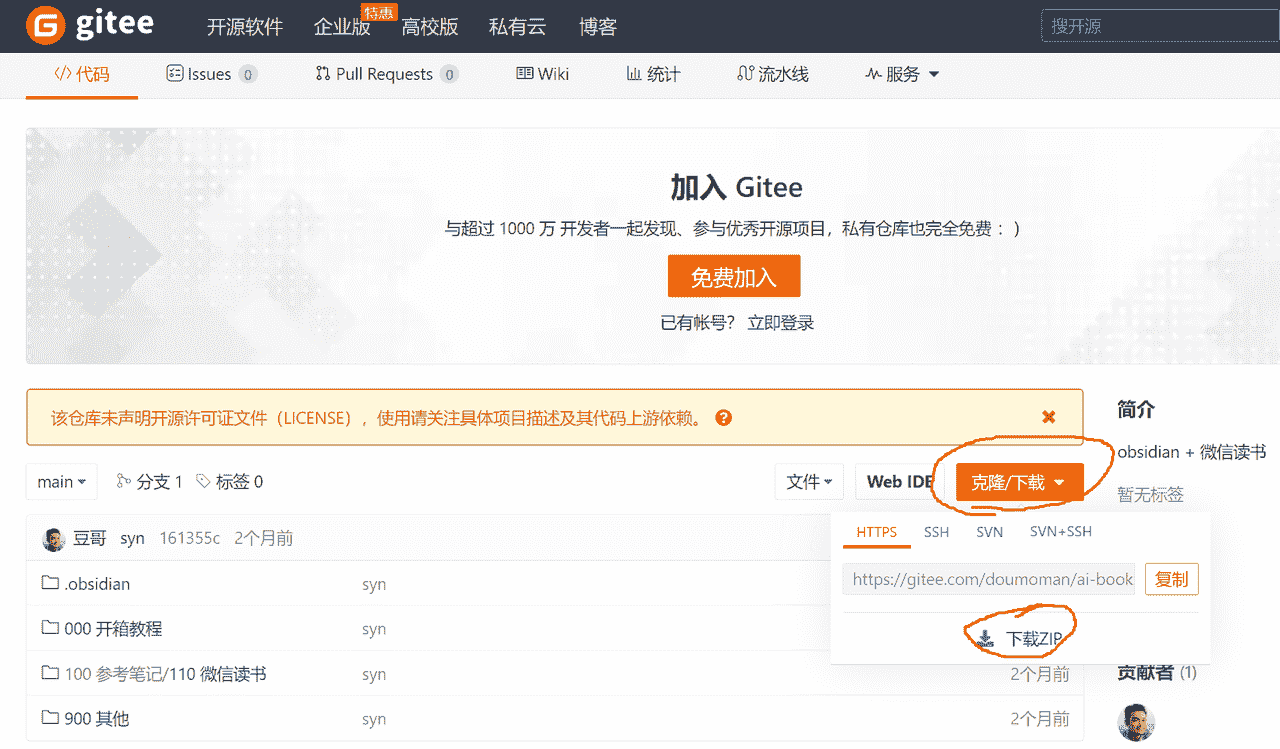 gitee 开源软件 企业版 特惠 高校版 私有云 博客 搜开源
代码 Issues 0 Pull Requests 0 Wiki 统计 流水线 服务
加入 Gitee
与超过 1000 万 开发者一起发现、参与优秀开源项目，私有仓库也完全免费 ：）
免费加入
已有帐号？ 立即登录
该仓库未声明开源许可证文件（LICENSE），使用请关注具体项目描述及其代码上游依赖。
简介
obsidian + 微信读书
暂无标签
main 分支 1 标签 0 文件 Web IDE 克隆/下载
HTTPS SSH SVN SVN+SSH
https://gitee.com/doumoman/ai-book 复制
下载ZIP
豆哥 syn 161355c 2个月前
.obsidian syn
000 开箱教程 syn
100 参考笔记/110 微信读书 syn 2个月前
900 其他 syn 2个月前
贡献者 (1)